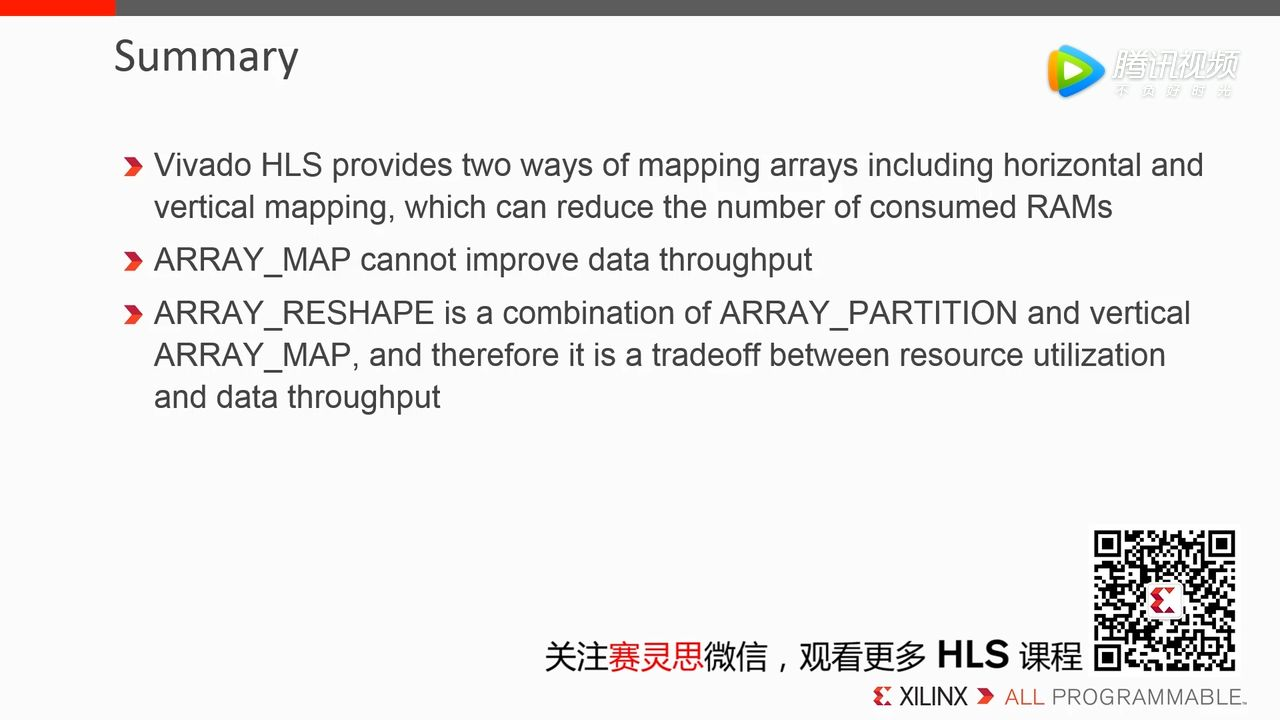 Summary
腾讯视频
不负好时光
Vivado HLS provides two ways of mapping arrays including horizontal and
vertical mapping, which can reduce the number of consumed RAMs
ARRAY_MAP cannot improve data throughput
ARRAY_RESHAPE is a combination of ARRAY_PARTITION and vertical
ARRAY_MAP, and therefore it is a tradeoff between resource utilization
and data throughput
关注赛灵思微信，观看更多 HLS 课程
XILINX ALL PROGRAMMABLE™